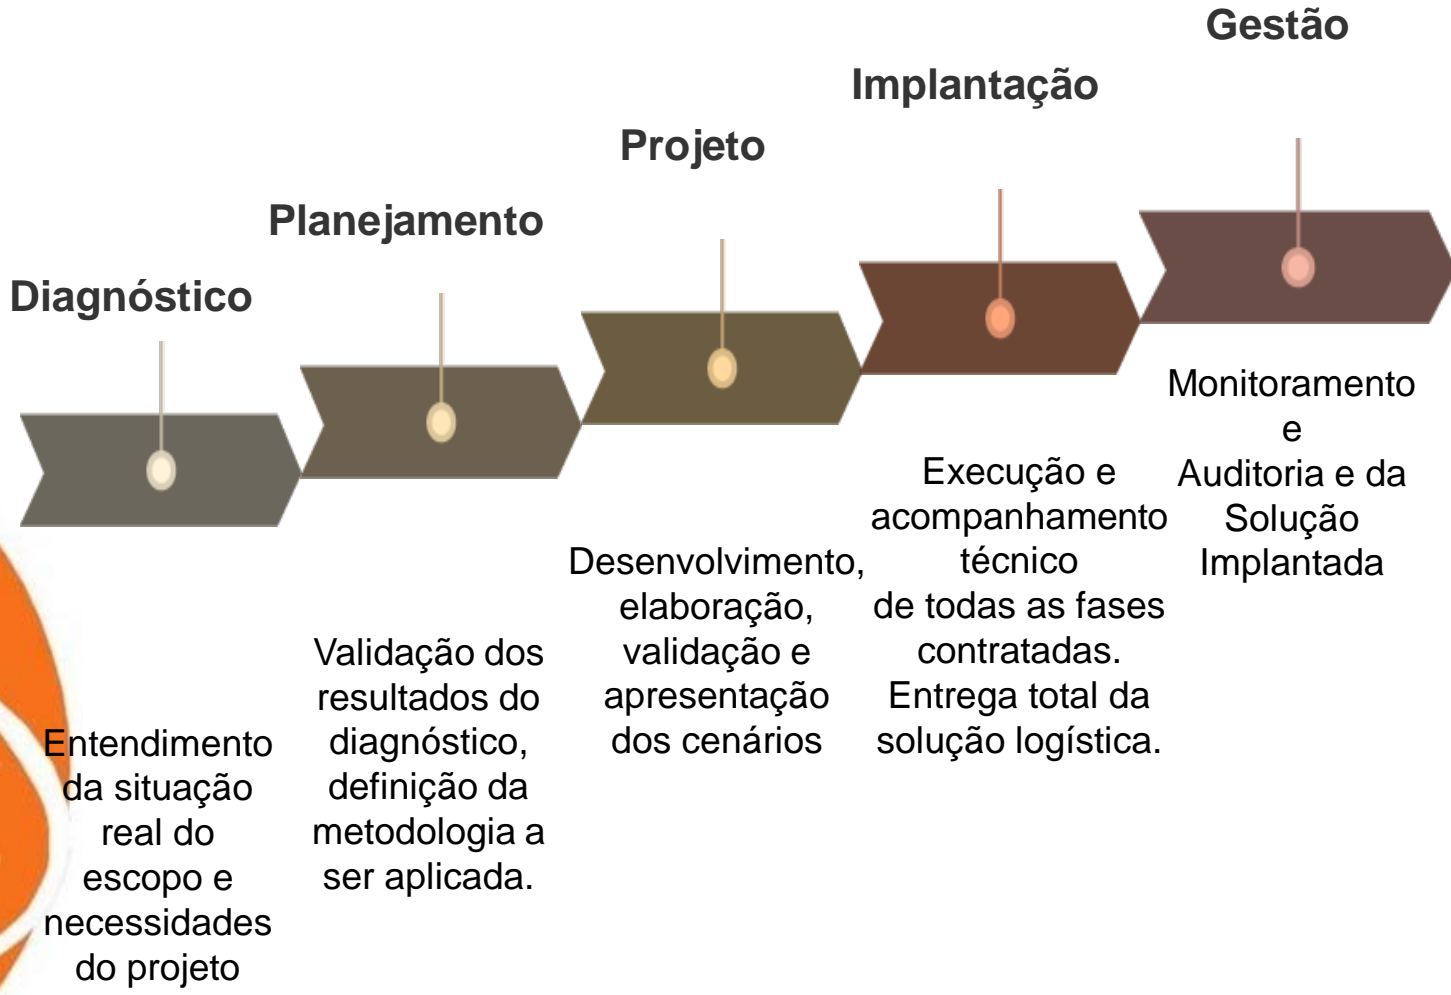 Diagnóstico
Entendimento
da situação
real do
escopo e
necessidades
do projeto
Planejamento
Validação dos
resultados do
diagnóstico,
definição da
metodologia a
ser aplicada.
Projeto
Desenvolvimento,
elaboração,
validação e
apresentação
dos cenários
Implantação
Execução e
acompanhamento
técnico
de todas as fases
contratadas.
Entrega total da
solução logística.
Gestão
Monitoramento
e
Auditoria e da
Solução
Implantada